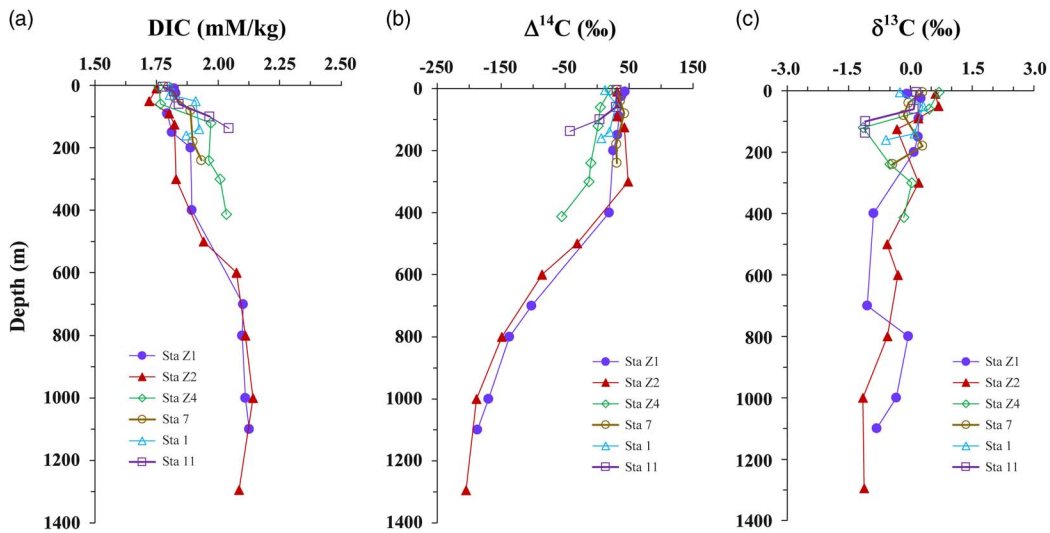 (a)
DIC (mM/kg)
1.50 1.75 2.00 2.25 2.50
0
200
400
600
800
1000
1200
1400
Depth (m)
Sta Z1
Sta Z2
Sta Z4
Sta 7
Sta 1
Sta 11
(b)
Δ¹⁴C (‰)
-250 -150 -50 50 150
0
200
400
600
800
1000
1200
1400
Sta Z1
Sta Z2
Sta Z4
Sta 7
Sta 1
Sta 11
(c)
δ¹³C (‰)
-3.0 -1.5 0.0 1.5 3.0
0
200
400
600
800
1000
1200
1400
Sta Z1
Sta Z2
Sta Z4
Sta 7
Sta 1
Sta 11